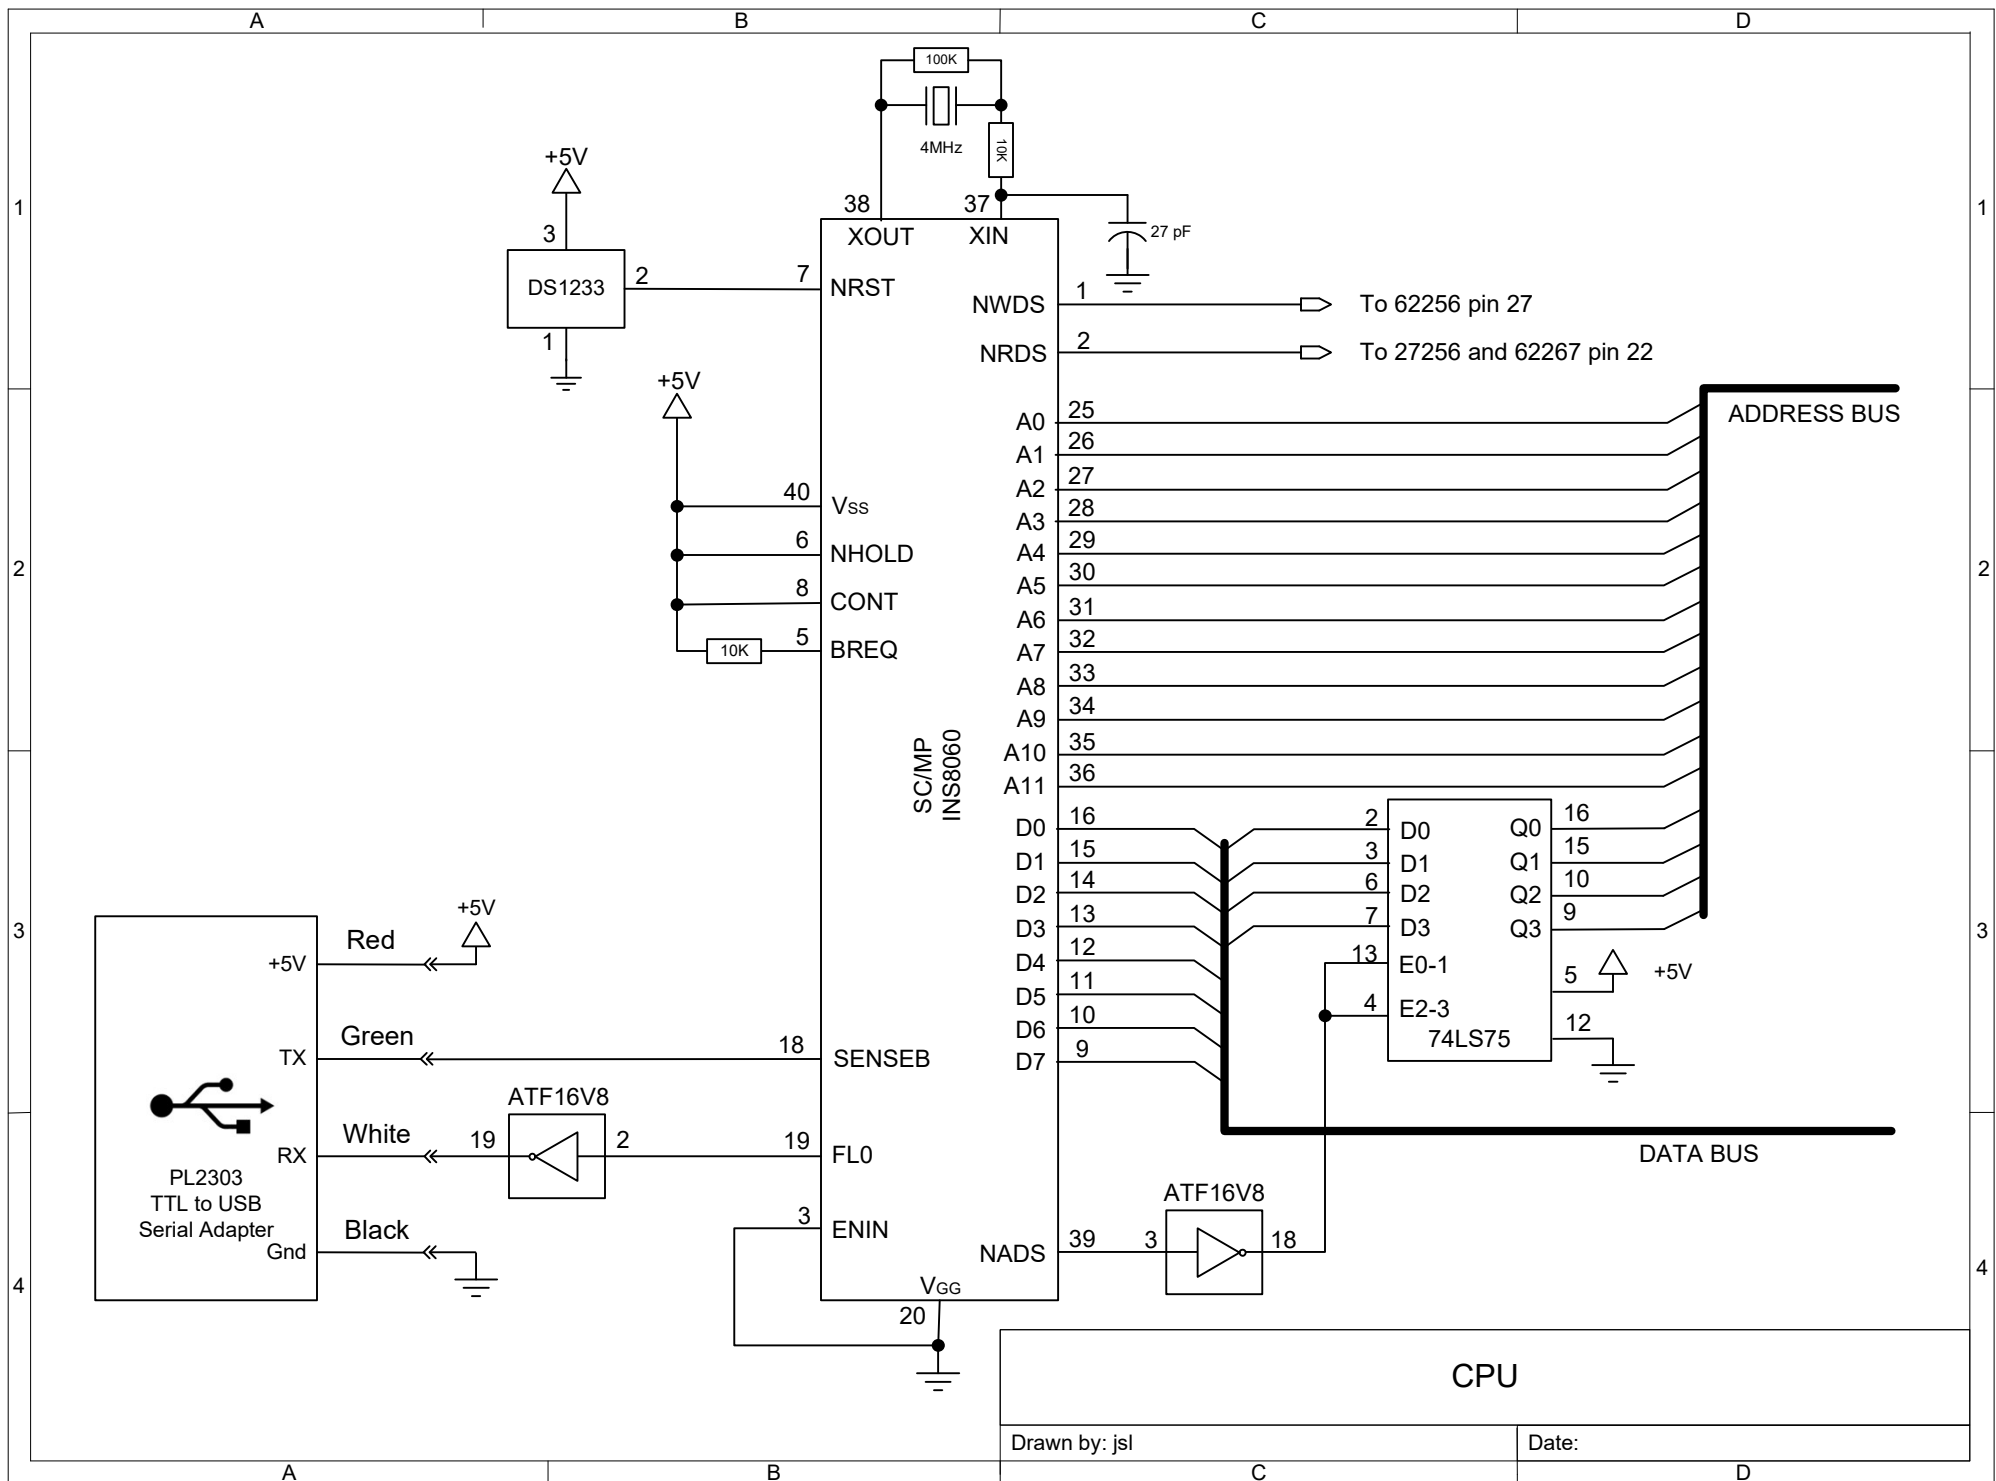 A B C D
100K
4MHz
10K
+5V
38 37
1 1
XOUT XIN
27 pF
3
DS1233
2
7 NRST
1
NWDS 1 To 62256 pin 27
NRDS 2 To 27256 and 62267 pin 22
+5V
ADDRESS BUS
A0 25
A1 26
A2 27
40 Vss
A3 28
6 NHOLD
A4 29
2 2
A5 30
8 CONT
A6 31
10K
5 BREQ
A7 32
A8 33
A9 34
SC/MP
INS8060
A10 35
A11 36
D0 16
2 D0 Q0 16
D1 15
3 D1 Q1 15
D2 14
6 D2 Q2 10
D3 13
7 D3 Q3 9
3 3
+5V
Red
+5V
D4 12
13 E0-1
5 +5V
D5 11
4 E2-3
D6 10
12
74LS75
D7 9
Green
TX
18 SENSEB
ATF16V8
White
RX
19 2
19 FL0
DATA BUS
PL2303
TTL to USB
Serial Adapter
Black
Gnd
3 ENIN
ATF16V8
NADS 39
3 18
4 4
VGG
20
CPU
Drawn by: jsl
Date:
A B C D